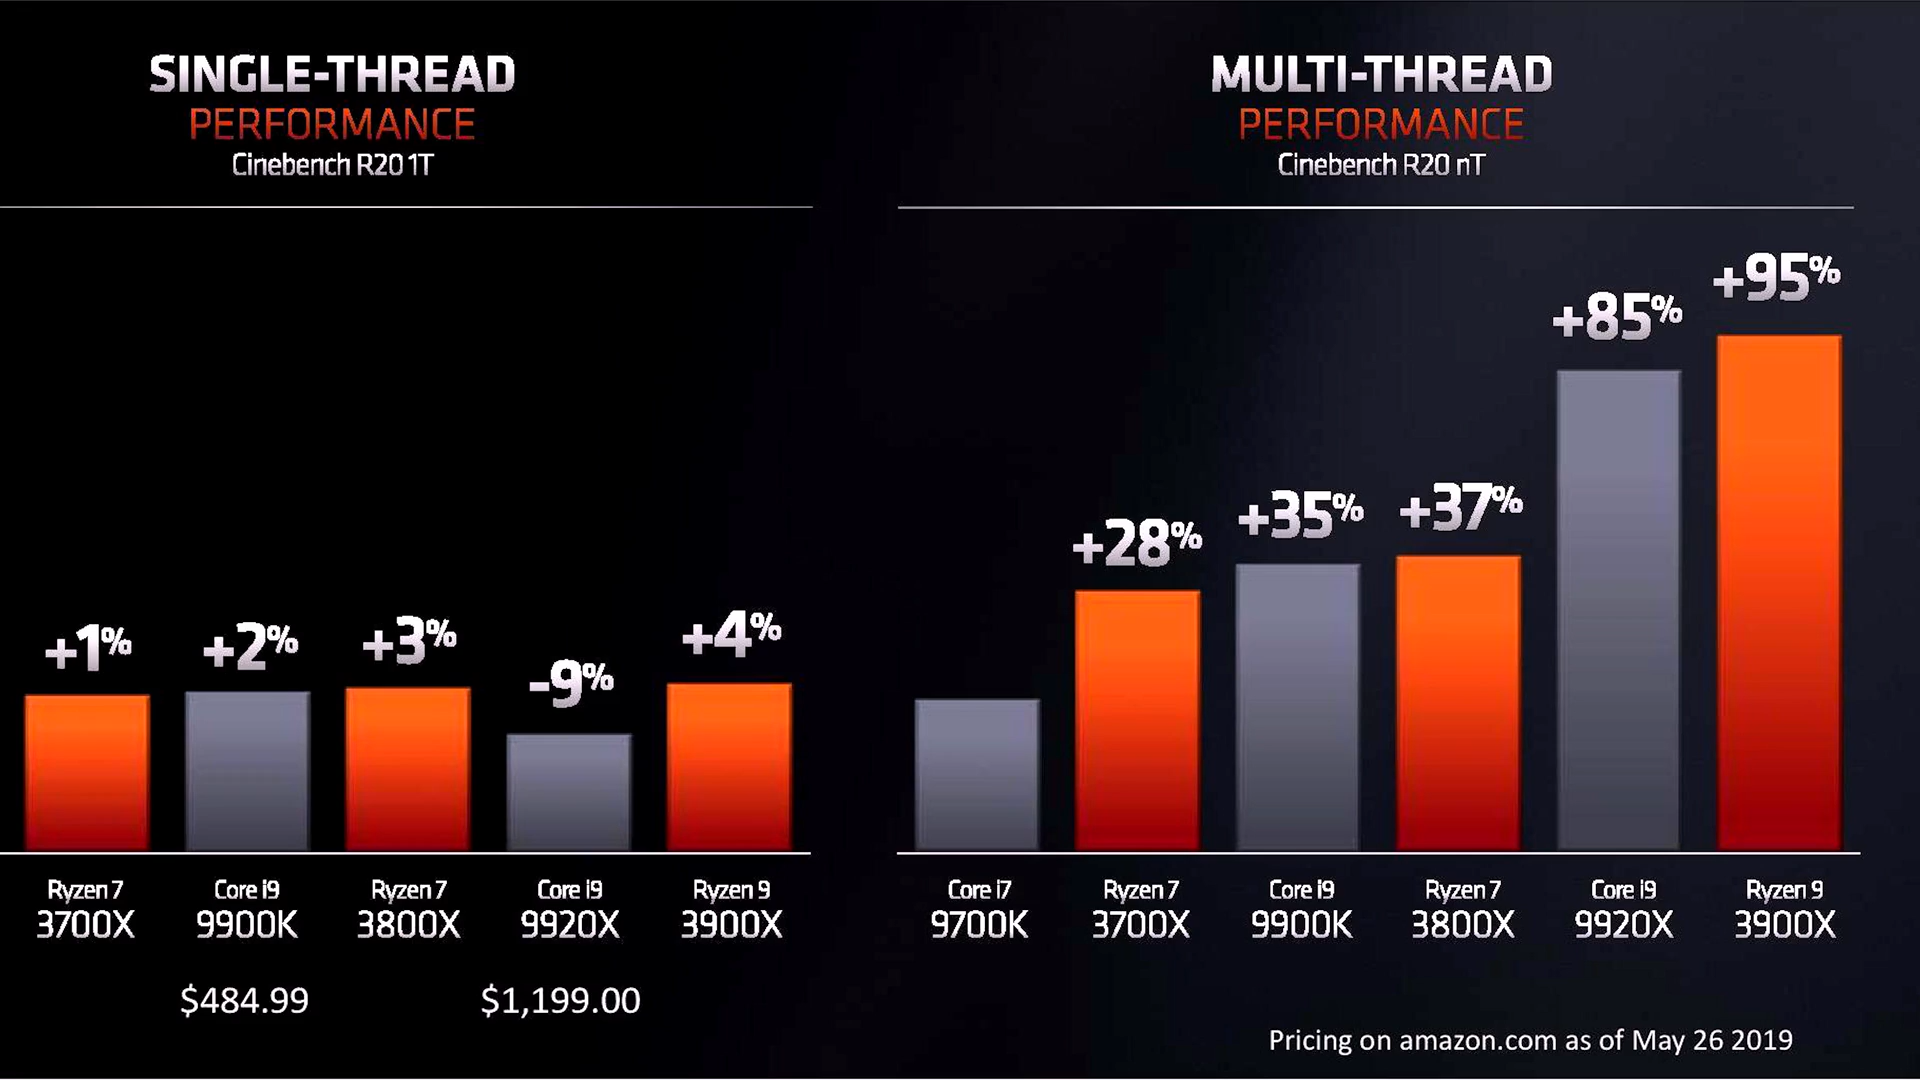 SINGLE-THREAD
PERFORMANCE
Cinebench R20 1T
+1%
+2%
+3%
-9%
+4%
Ryzen 7
3700X
Core i9
9900K
Ryzen 7
3800X
Core i9
9920X
Ryzen 9
3900X
$484.99
$1,199.00
MULTI-THREAD
PERFORMANCE
Cinebench R20 nT
+28%
+35%
+37%
+85%
+95%
Core i7
9700K
Ryzen 7
3700X
Core i9
9900K
Ryzen 7
3800X
Core i9
9920X
Ryzen 9
3900X
Pricing on amazon.com as of May 26 2019